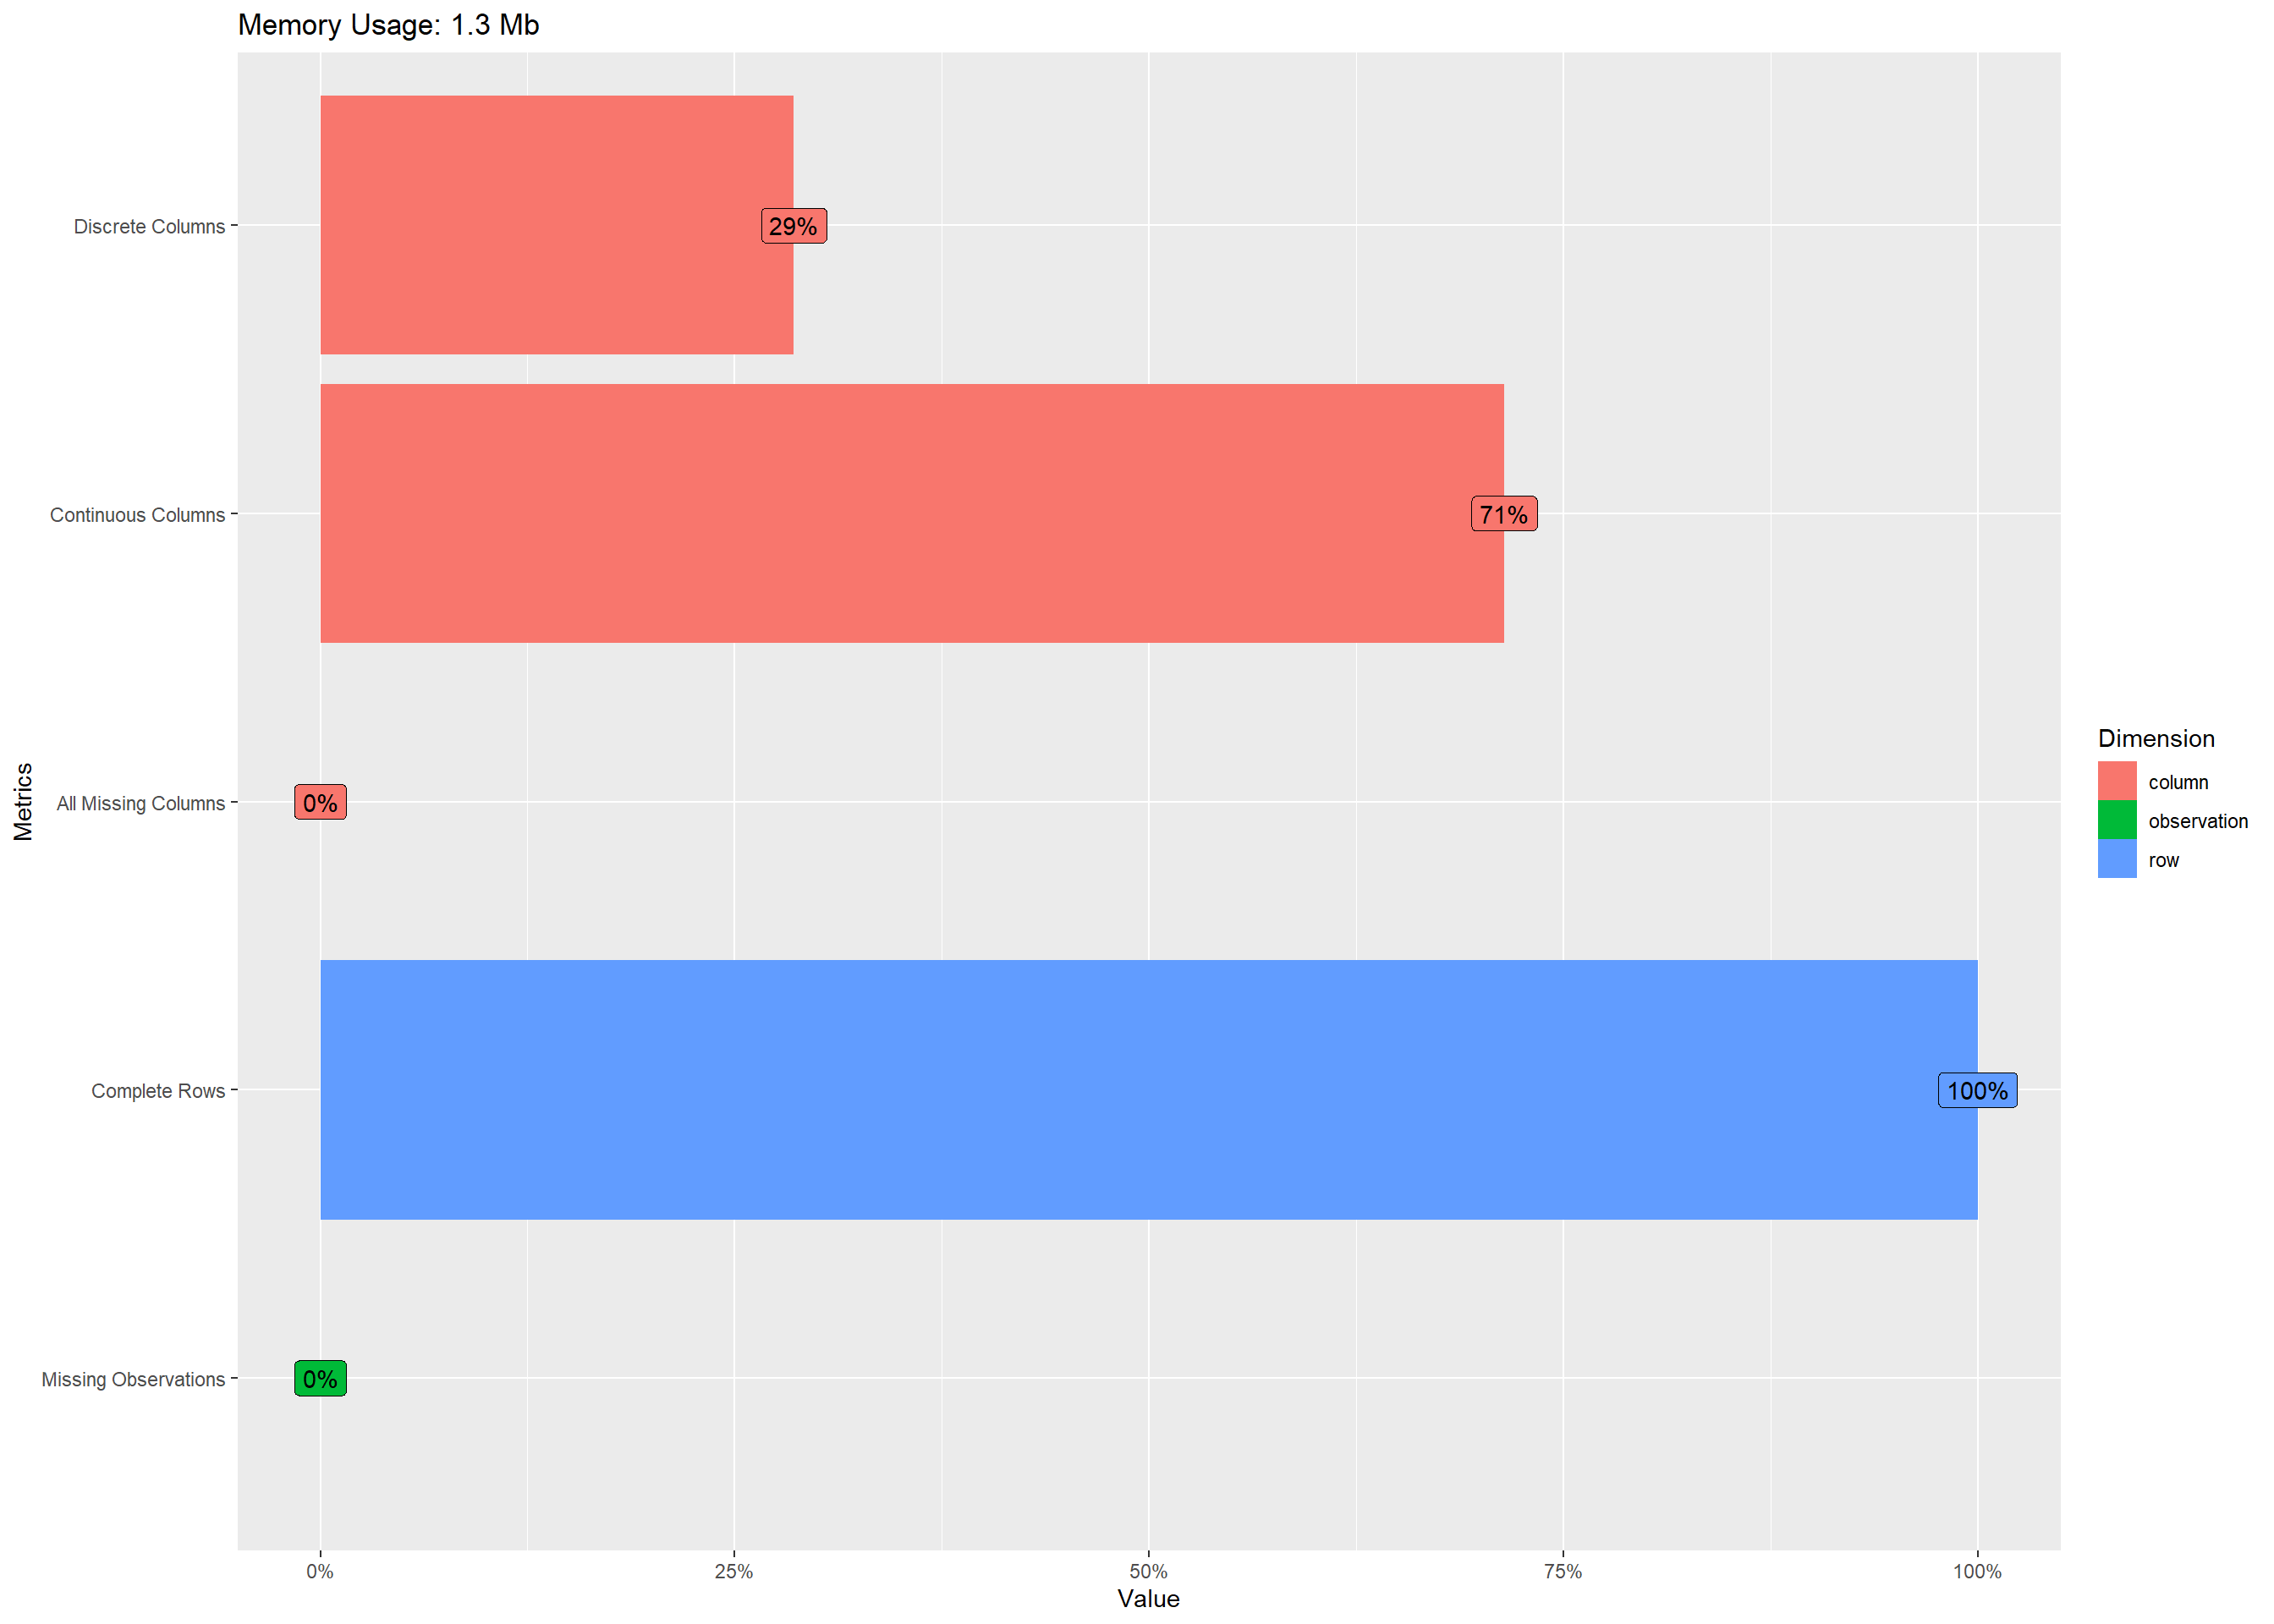 Memory Usage: 1.3 Mb
Discrete Columns
29%
Continuous Columns
71%
All Missing Columns
0%
Complete Rows
100%
Missing Observations
0%
Metrics
0%
25%
50%
75%
100%
Value
Dimension
column
observation
row